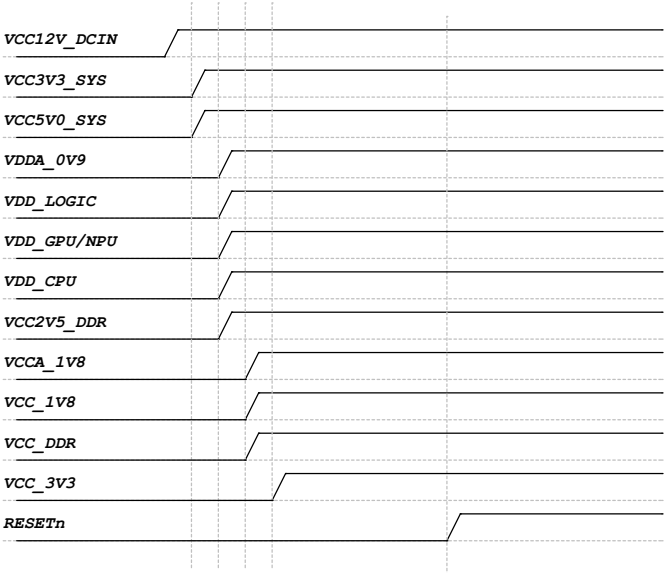 VCC12V_DCIN
VCC3V3_SYS
VCC5V0_SYS
VDDA_0V9
VDD_LOGIC
VDD_GPU/NPU
VDD_CPU
VCC2V5_DDR
VCCA_1V8
VCC_1V8
VCC_DDR
VCC_3V3
RESETn